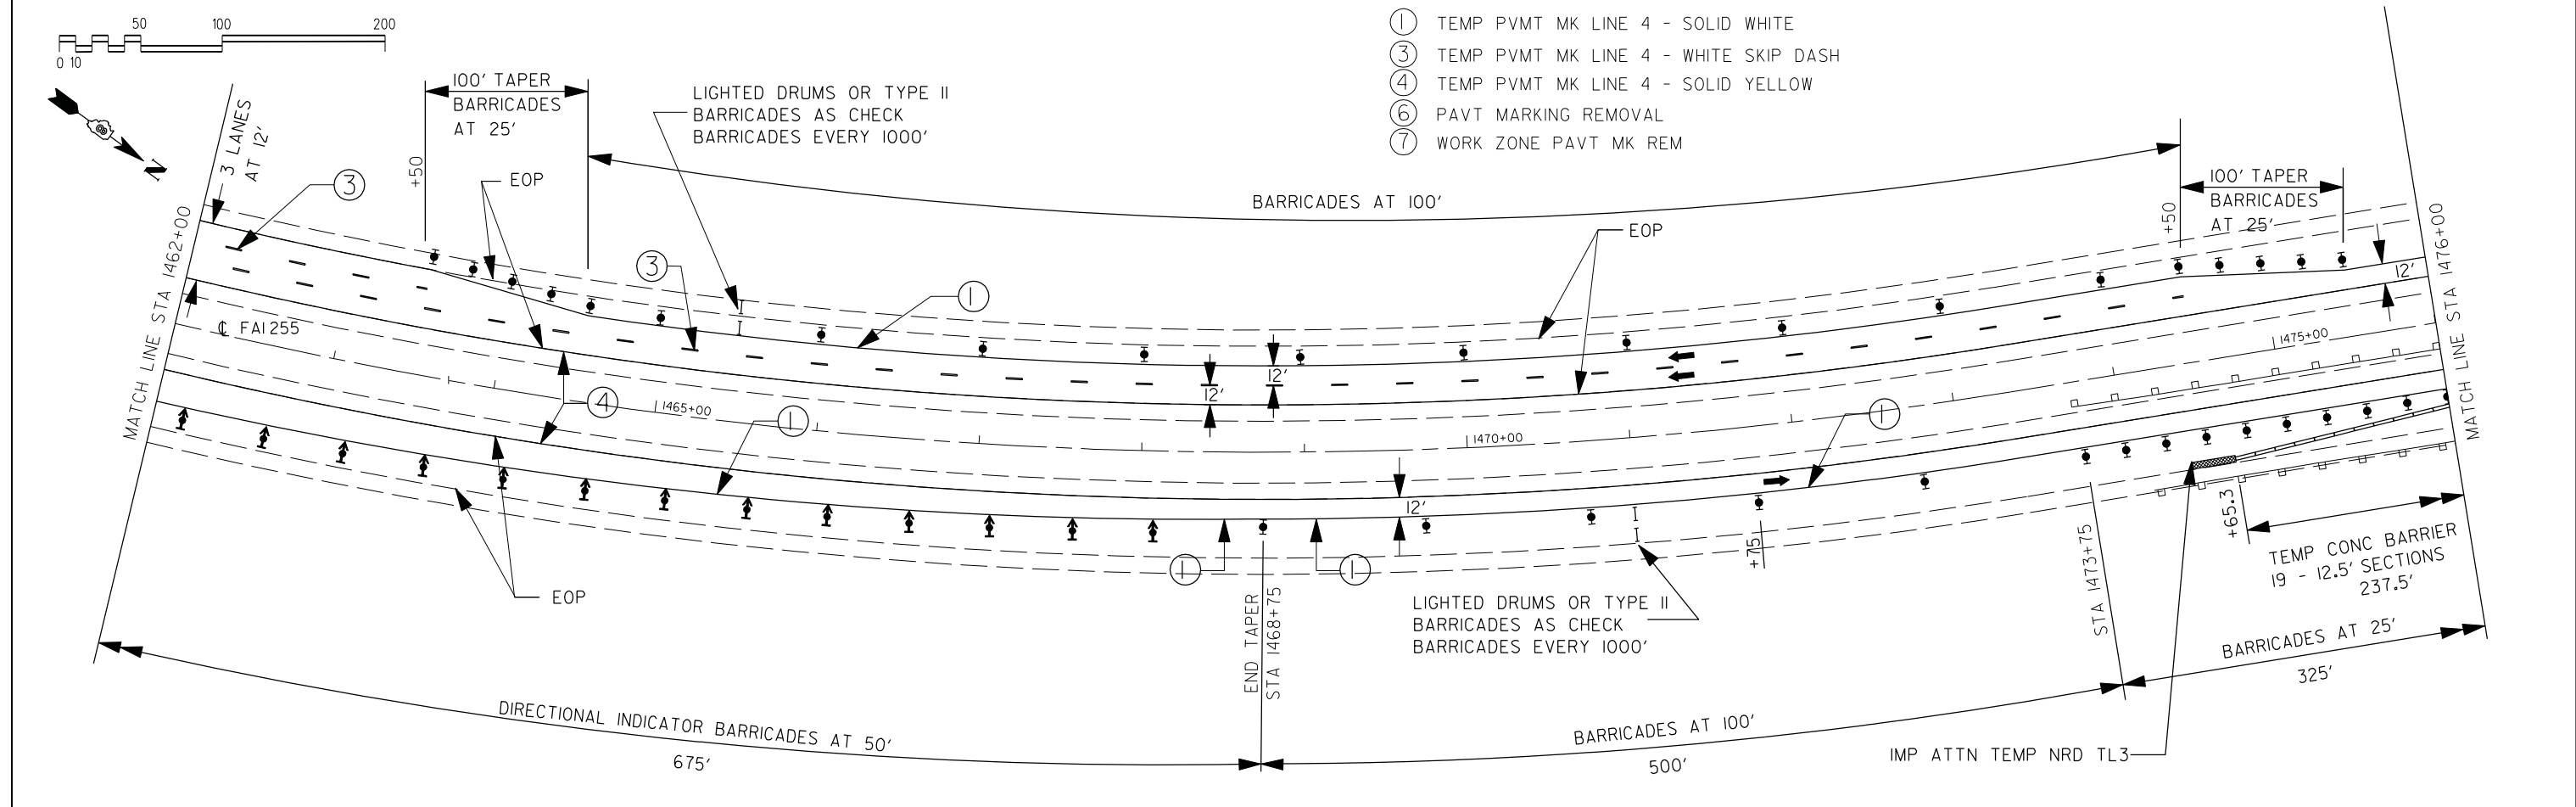 50 100 200
0 10
N
① TEMP PVMT MK LINE 4 - SOLID WHITE
③ TEMP PVMT MK LINE 4 - WHITE SKIP DASH
④ TEMP PVMT MK LINE 4 - SOLID YELLOW
⑥ PAVT MARKING REMOVAL
⑦ WORK ZONE PAVT MK REM
MATCH LINE STA 1462+00
3 LANES
AT 12'
③
+50
100' TAPER
BARRICADES
AT 25'
EOP
LIGHTED DRUMS OR TYPE II
BARRICADES AS CHECK
BARRICADES EVERY 1000'
③
①
BARRICADES AT 100'
EOP
+50
100' TAPER
BARRICADES
AT 25'
12'
MATCH LINE STA 1476+00
℄ FAI 255
④
1465+00
①
12'
12'
1470+00
①
1475+00
12'
①
①
EOP
END TAPER
STA 1468+75
LIGHTED DRUMS OR TYPE II
BARRICADES AS CHECK
BARRICADES EVERY 1000'
+75
STA 1473+75
+65.3
TEMP CONC BARRIER
19 - 12.5' SECTIONS
237.5'
BARRICADES AT 25'
325'
DIRECTIONAL INDICATOR BARRICADES AT 50'
675'
BARRICADES AT 100'
500'
IMP ATTN TEMP NRD TL3